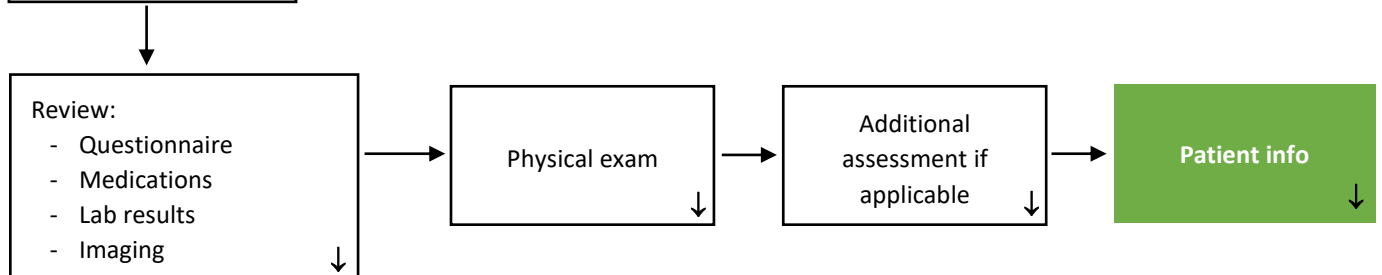 Review:
- Questionnaire
- Medications
- Lab results
- Imaging
Physical exam
Additional
assessment if
applicable
Patient info